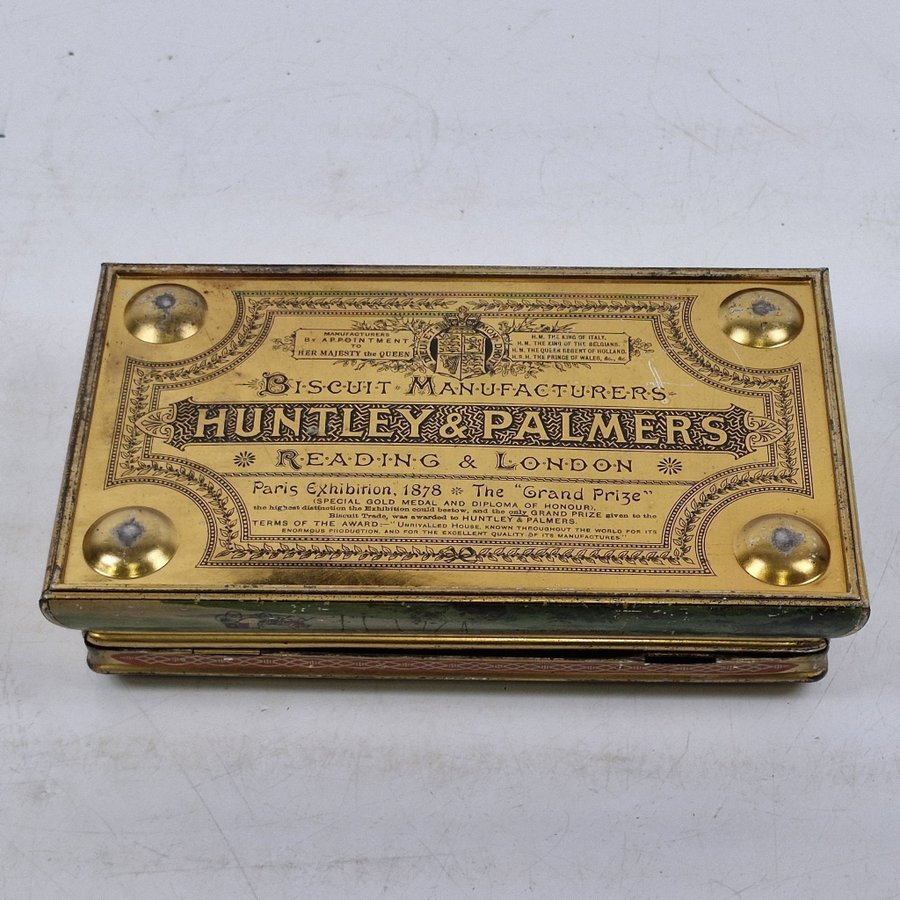 MANUFACTURERS
BY APPOINTMENT
TO
HER MAJESTY the QUEEN
H.M. THE KING OF ITALY.
H.M. THE KING OF THE BELGIANS.
H.M. THE QUEEN REGENT OF HOLLAND.
H.R.H. THE PRINCE OF WALES, &c., &c.
BISCUIT MANUFACTURERS
HUNTLEY & PALMERS
READING & LONDON
Paris Exhibition, 1878 The "Grand Prize"
(SPECIAL GOLD MEDAL AND DIPLOMA OF HONOUR),
the highest distinction the Exhibition could bestow, and the only GRAND PRIZE given to the
Biscuit Trade, was awarded to HUNTLEY & PALMERS.
TERMS OF THE AWARD:—"UNRIVALLED HOUSE, KNOWN THROUGHOUT THE WORLD FOR ITS
ENORMOUS PRODUCTION, AND FOR THE EXCELLENT QUALITY OF ITS MANUFACTURES."